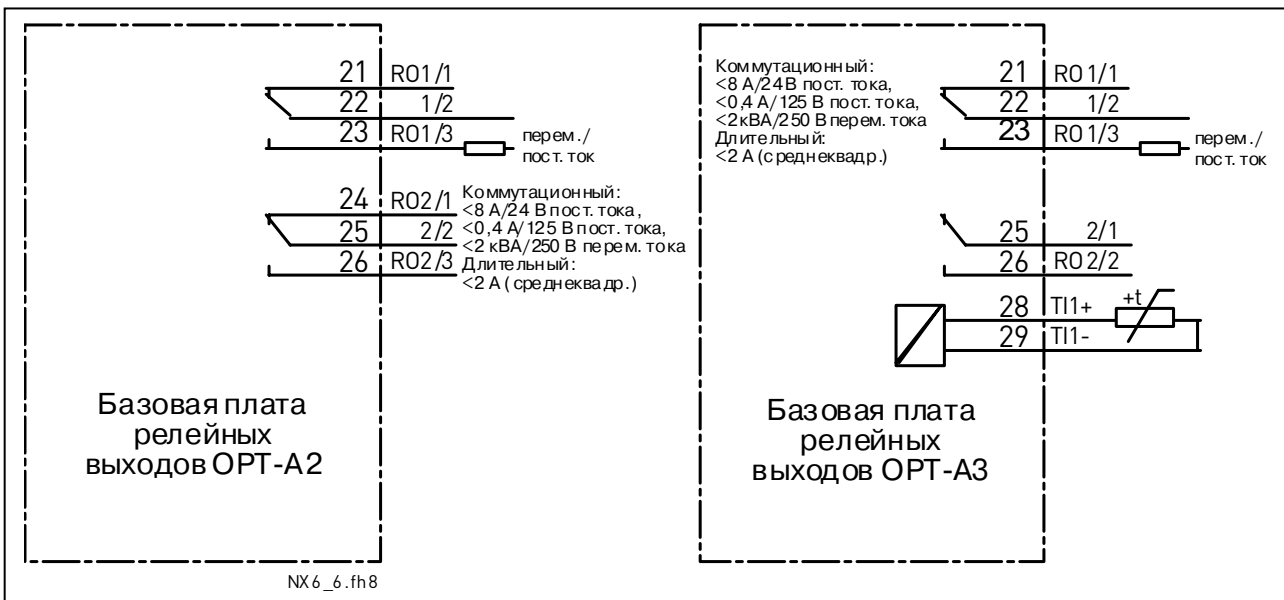 21 RO1/1
22 1/2
23 RO1/3
перем./
пост. ток
24 RO2/1
25 2/2
26 RO2/3
Коммутационный:
<8 А/24 В пост. тока,
<0,4 А/125 В пост. тока,
<2 кВА/250 В перем. тока
Длительный:
<2 А (среднеквадр.)
Базовая плата
релейных
выходов OPT-A2
NX6_6.fh8
Коммутационный:
<8 А/24 В пост. тока,
<0,4 А/125 В пост. тока,
<2 кВА/250 В перем. тока
Длительный:
<2 А (среднеквадр.)
21 RO1/1
22 1/2
23 RO1/3
перем./
пост. ток
25 2/1
26 RO2/2
28 TI1+
+t
29 TI1-
Базовая плата
релейных
выходов OPT-A3